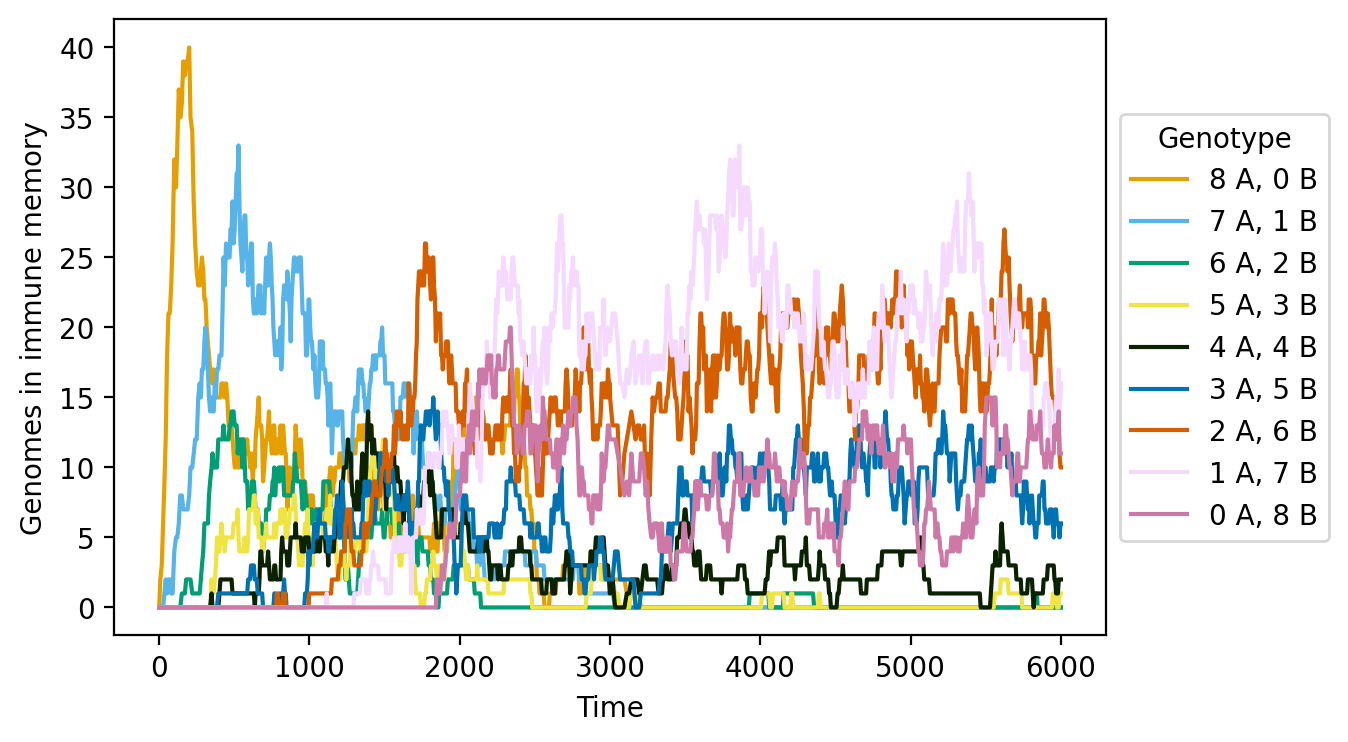 Genomes in immune memory
40
35
30
25
20
15
10
5
0
0 1000 2000 3000 4000 5000 6000
Time
Genotype
8 A, 0 B
7 A, 1 B
6 A, 2 B
5 A, 3 B
4 A, 4 B
3 A, 5 B
2 A, 6 B
1 A, 7 B
0 A, 8 B